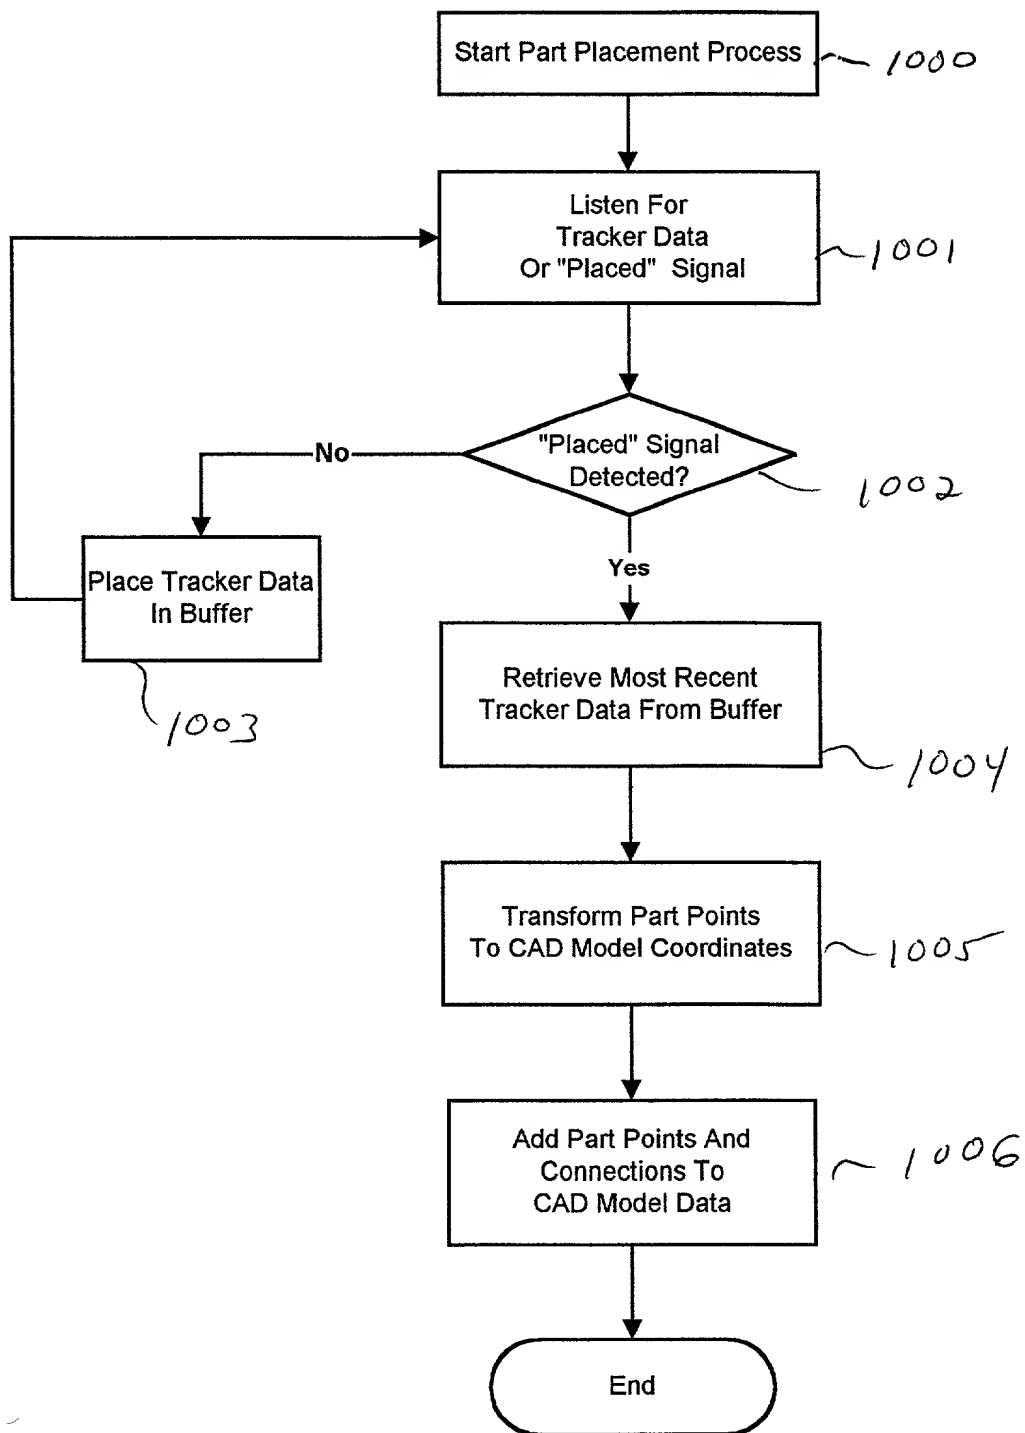 Start Part Placement Process
1000
Listen For
Tracker Data
Or "Placed" Signal
1001
"Placed" Signal
Detected?
1002
No
Yes
Place Tracker Data
In Buffer
1003
Retrieve Most Recent
Tracker Data From Buffer
1004
Transform Part Points
To CAD Model Coordinates
1005
Add Part Points And
Connections To
CAD Model Data
1006
End